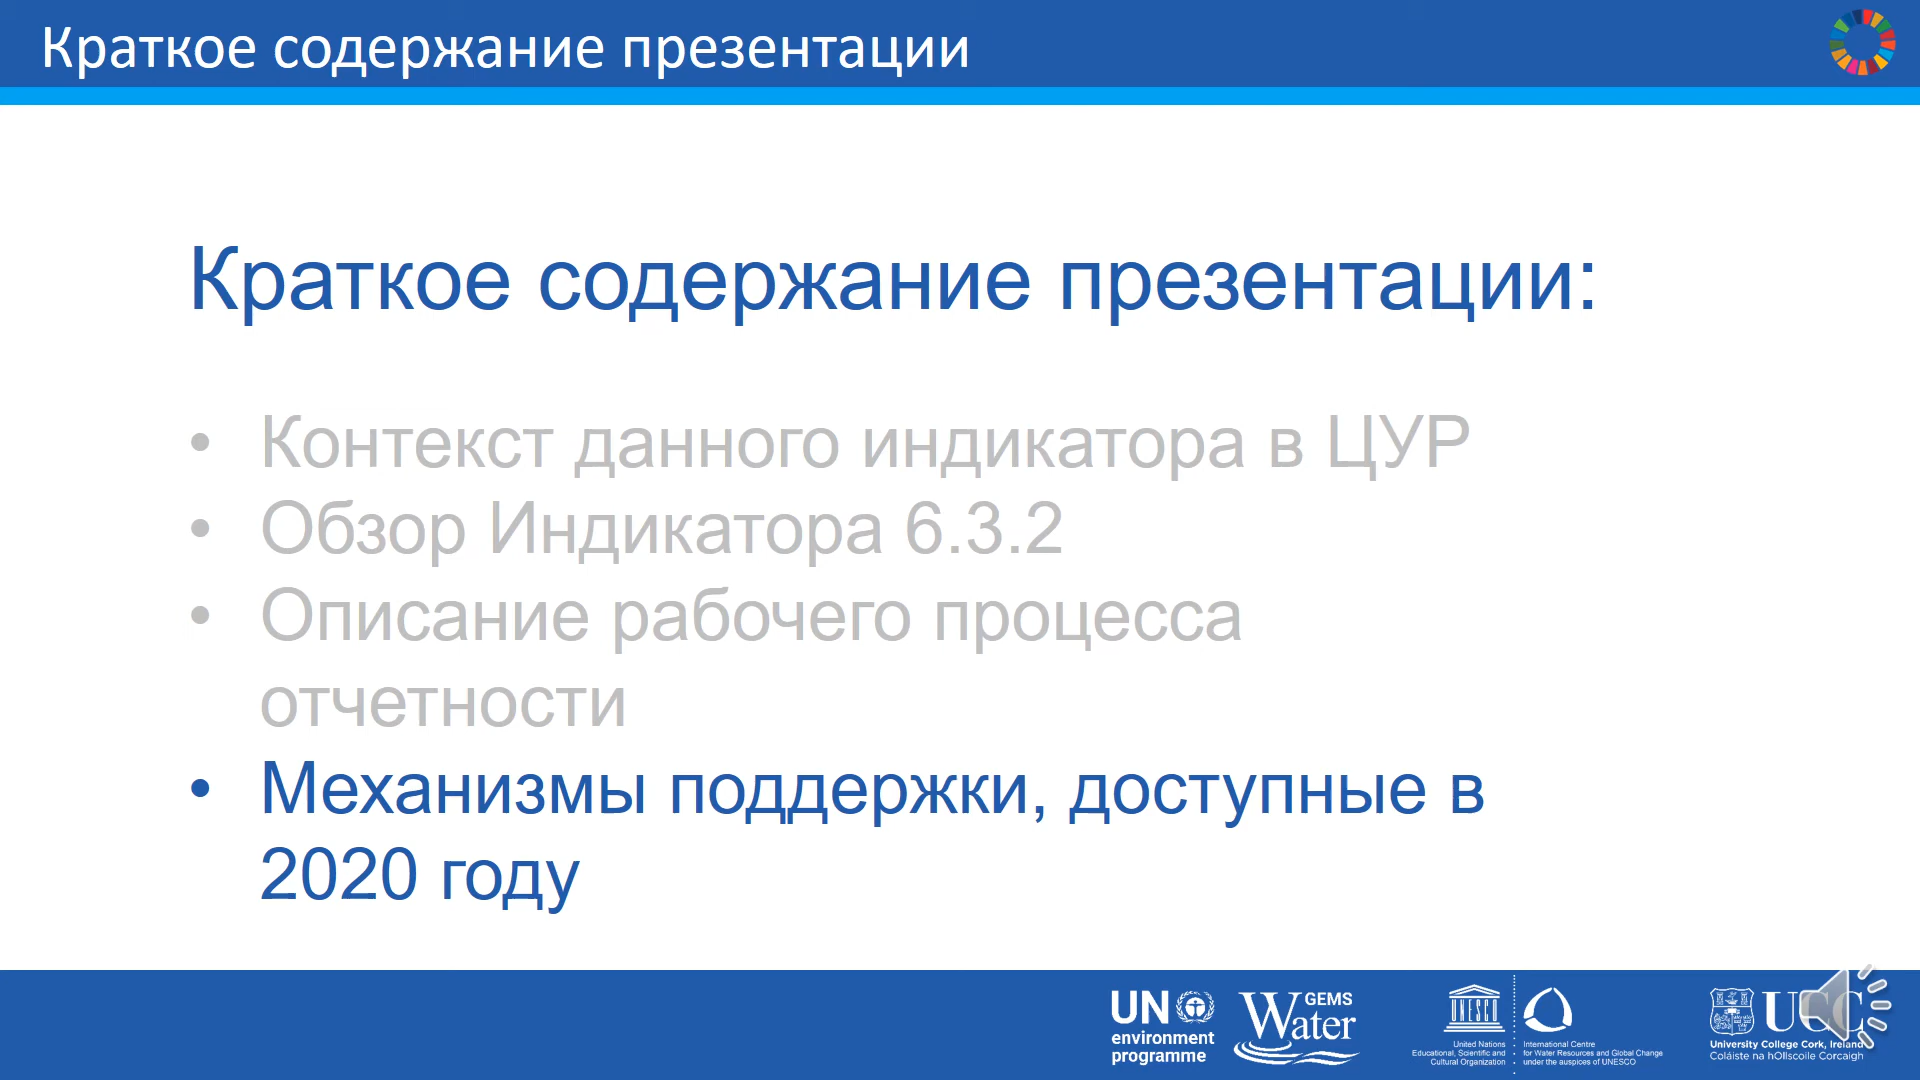 Краткое содержание презентации
Краткое содержание презентации:
• Контекст данного индикатора в ЦУР
• Обзор Индикатора 6.3.2
• Описание рабочего процесса
отчетности
• Механизмы поддержки, доступные в
2020 году
UN
environment
programme
GEMS
Water
UNESCO
United Nations
Educational, Scientific and
Cultural Organization
International Centre
for Water Resources and Global Change
under the auspices of UNESCO
UCC
University College Cork, Ireland
Coláiste na hOllscoile Corcaigh